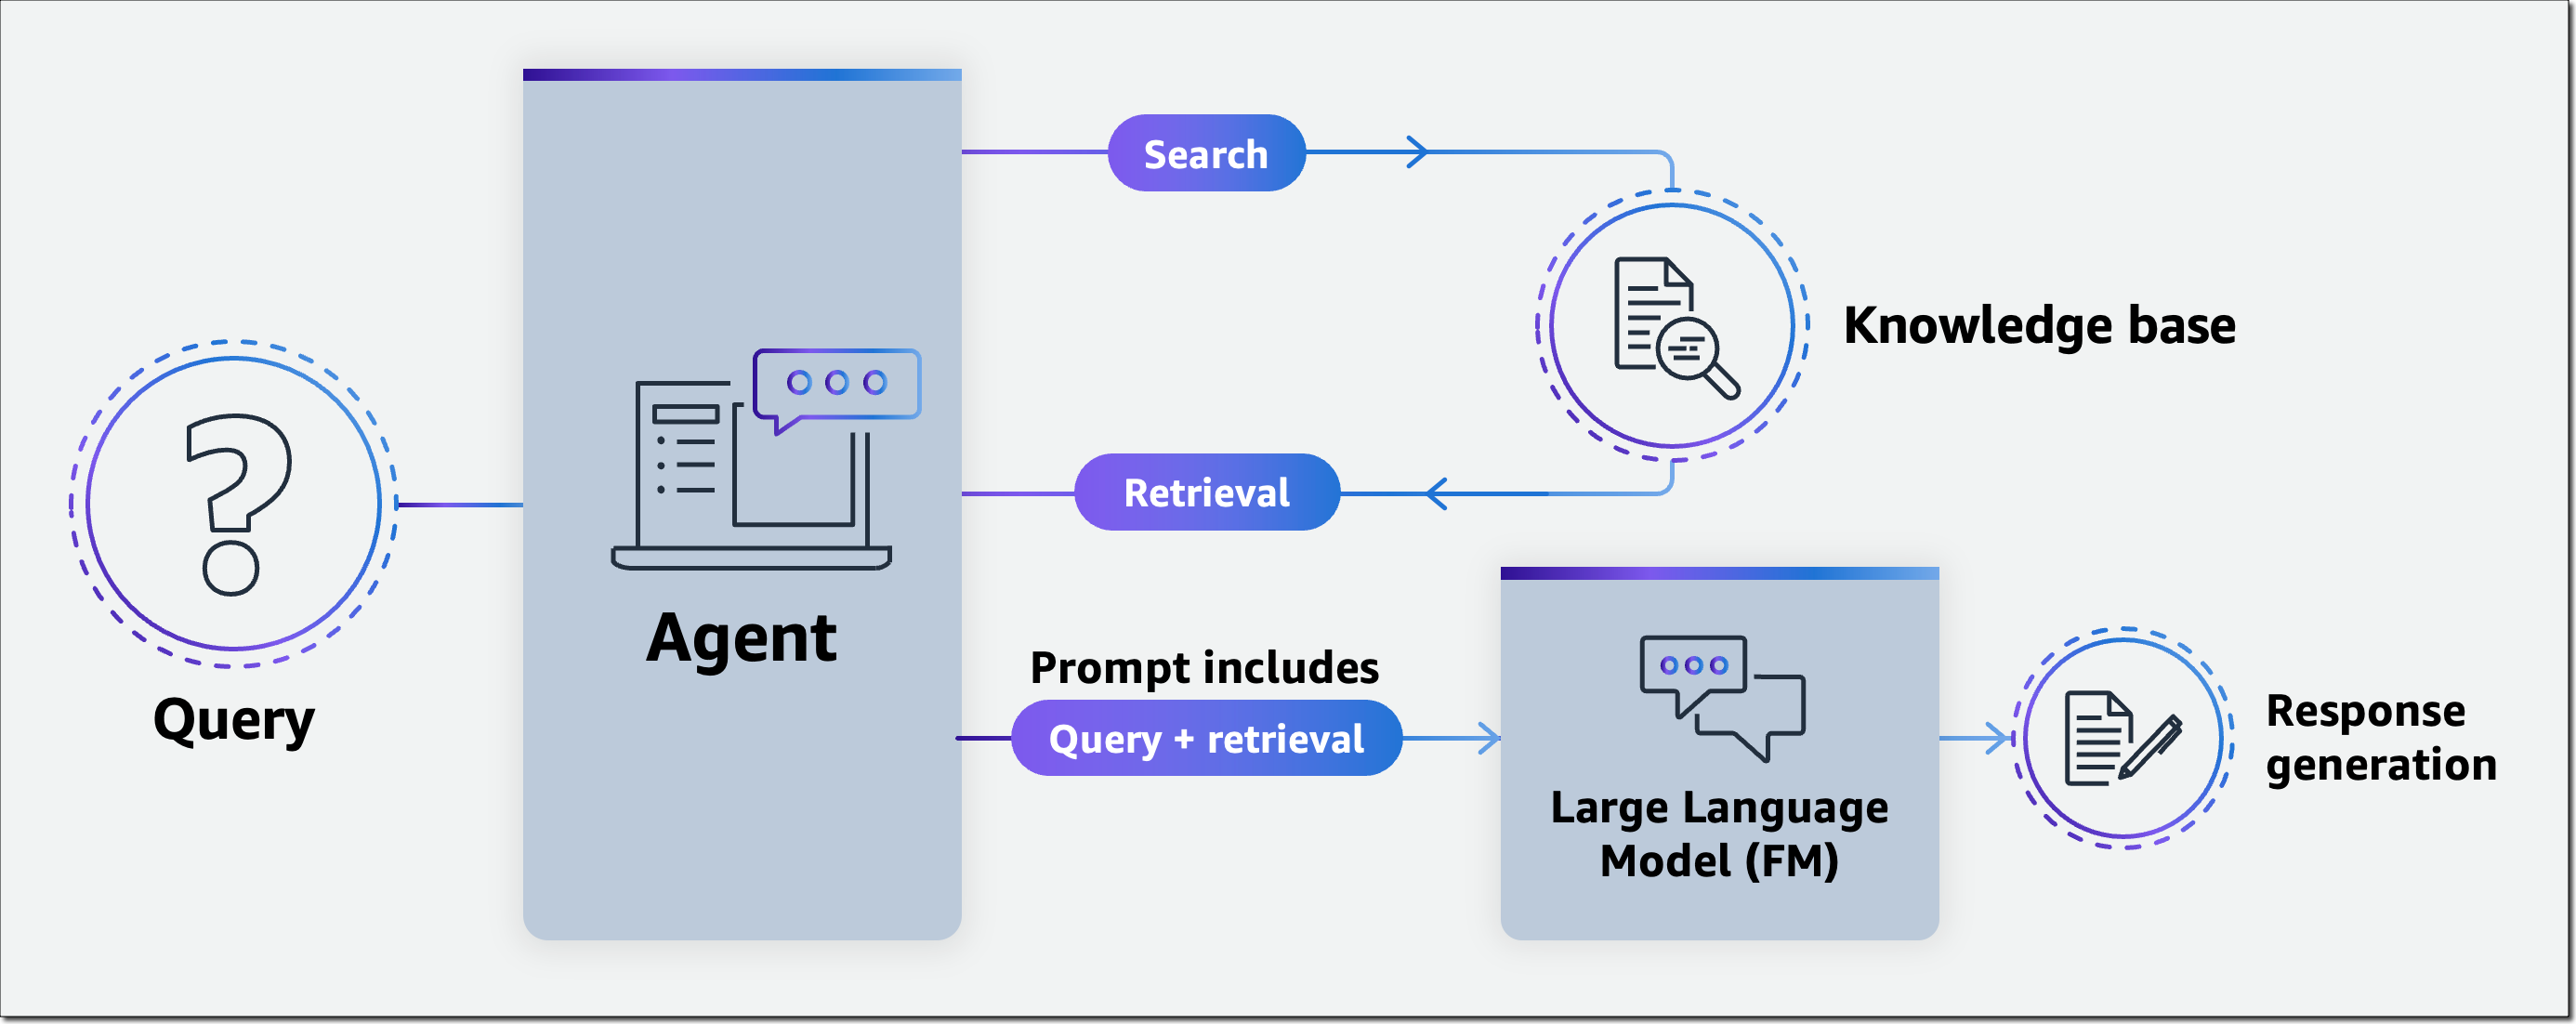 Search
Knowledge base
Retrieval
Query
Agent
Prompt includes
Query + retrieval
Large Language
Model (FM)
Response
generation